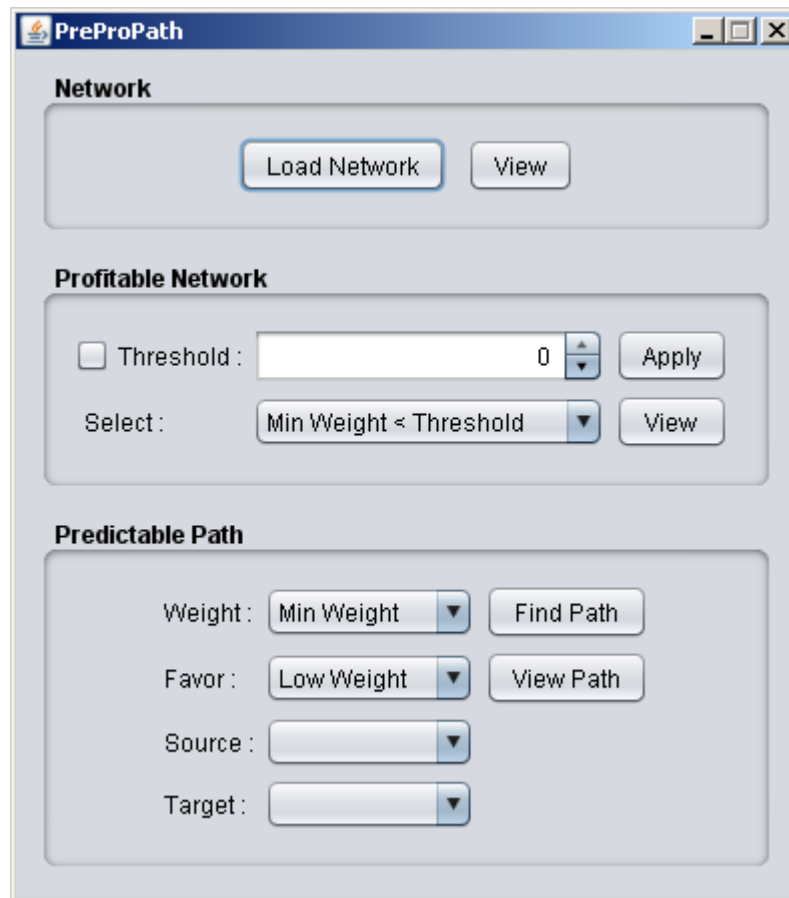 PreProPath
Network
Load Network View
Profitable Network
Threshold : 0 Apply
Select : Min Weight < Threshold View
Predictable Path
Weight : Min Weight Find Path
Favor : Low Weight View Path
Source :
Target :